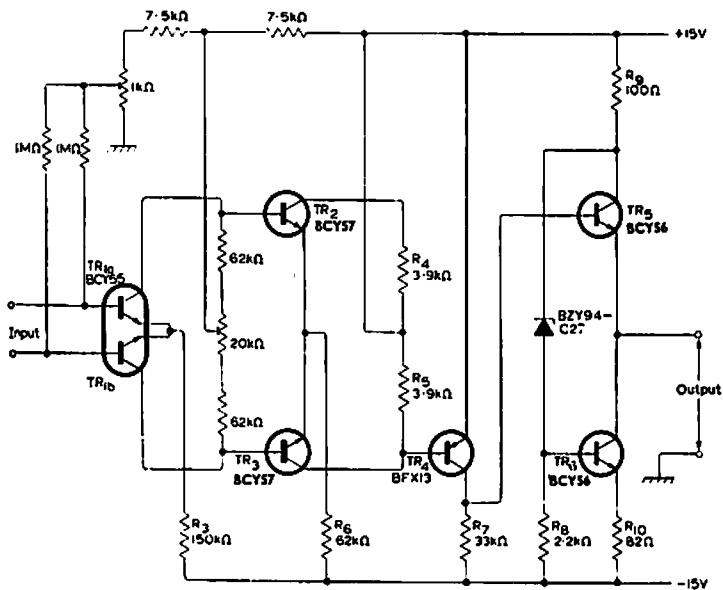 7·5kΩ
7·5kΩ
+15V
R9
100Ω
1kΩ
1MΩ
1MΩ
TR2
BCY57
TR5
BCY56
62kΩ
R4
3·9kΩ
TR1a
BCY55
BZY94-
C27
Input
20kΩ
Output
R5
3·9kΩ
TR1b
62kΩ
TR3
BCY57
TR4
BFX13
BCY56
R3
150kΩ
R6
62kΩ
R7
33kΩ
R8
2·2kΩ
R10
82Ω
-15V